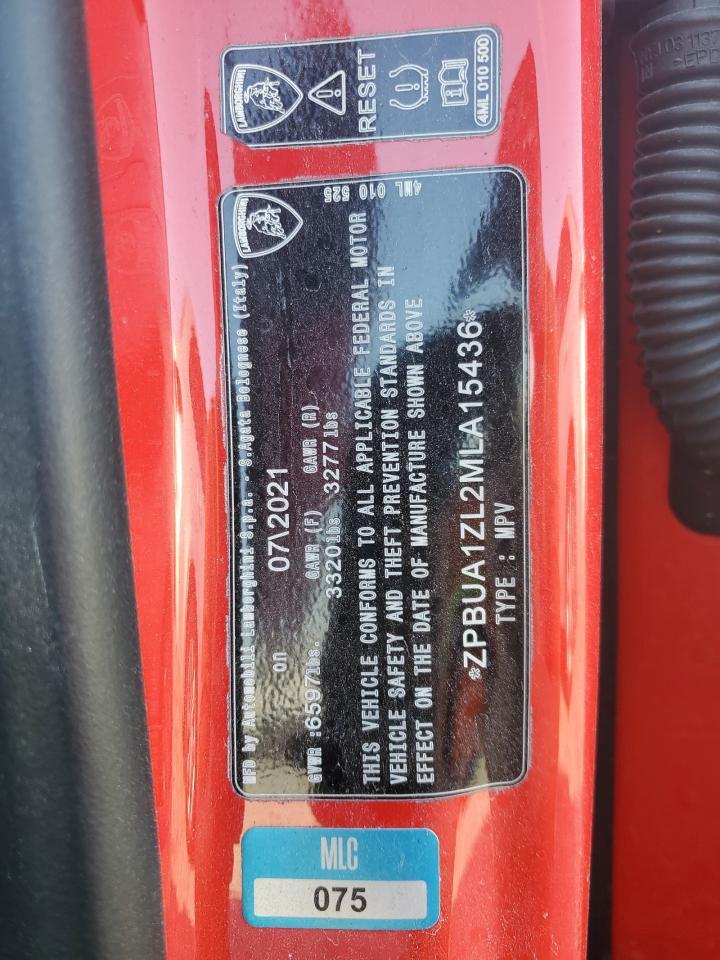 LAMBORGHINI
RESET
4ML 010 500
LAMBORGHINI
4ML 010 525
MFD by Automobili Lamborghini S.p.a. - S.Agata Bolognese (Italy)
on 07\2021
GVWR :6597lbs. GAWR (F) 3320lbs GAWR (R) 3277lbs
THIS VEHICLE CONFORMS TO ALL APPLICABLE FEDERAL MOTOR
VEHICLE SAFETY AND THEFT PREVENTION STANDARDS IN
EFFECT ON THE DATE OF MANUFACTURE SHOWN ABOVE
*ZPBUA1ZL2MLA15436*
TYPE : MPV
MLC
075